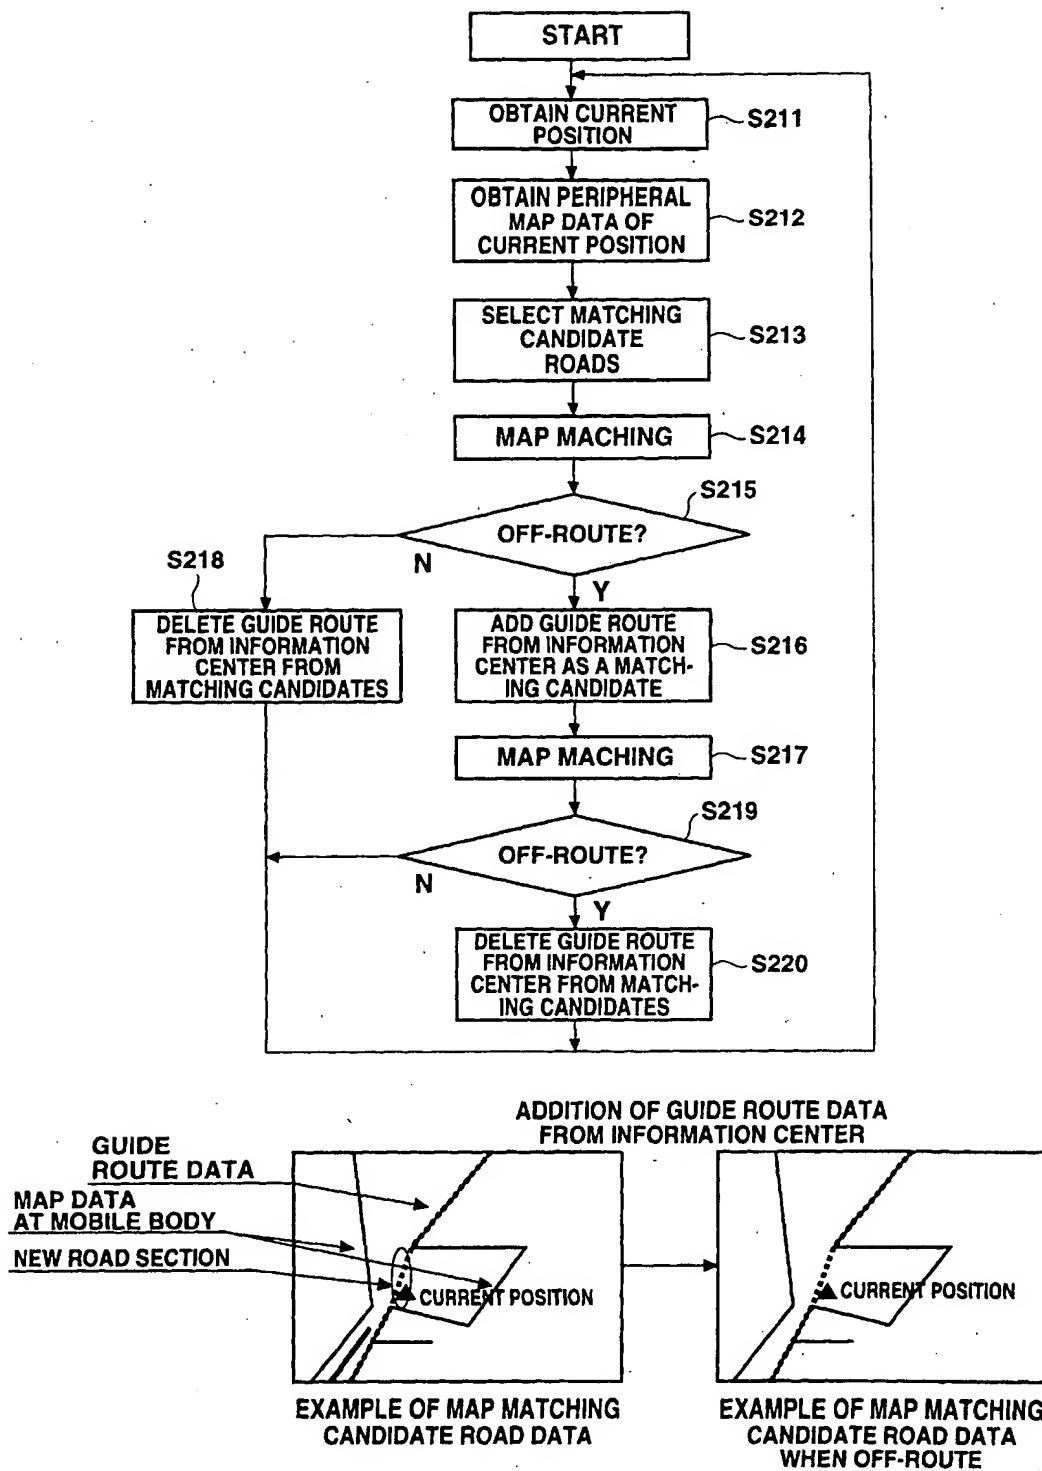 START
OBTAIN CURRENT
POSITION
S211
OBTAIN PERIPHERAL
MAP DATA OF
CURRENT POSITION
S212
SELECT MATCHING
CANDIDATE
ROADS
S213
MAP MACHING
S214
S215
OFF-ROUTE?
N
Y
S218
DELETE GUIDE ROUTE
FROM INFORMATION
CENTER FROM
MATCHING CANDIDATES
ADD GUIDE ROUTE
FROM INFORMATION
CENTER AS A MATCH-
ING CANDIDATE
S216
MAP MACHING
S217
S219
OFF-ROUTE?
N
Y
DELETE GUIDE ROUTE
FROM INFORMATION
CENTER FROM MATCH-
ING CANDIDATES
S220
ADDITION OF GUIDE ROUTE DATA
FROM INFORMATION CENTER
GUIDE
ROUTE DATA
MAP DATA
AT MOBILE BODY
NEW ROAD SECTION
CURRENT POSITION
CURRENT POSITION
EXAMPLE OF MAP MATCHING
CANDIDATE ROAD DATA
EXAMPLE OF MAP MATCHING
CANDIDATE ROAD DATA
WHEN OFF-ROUTE